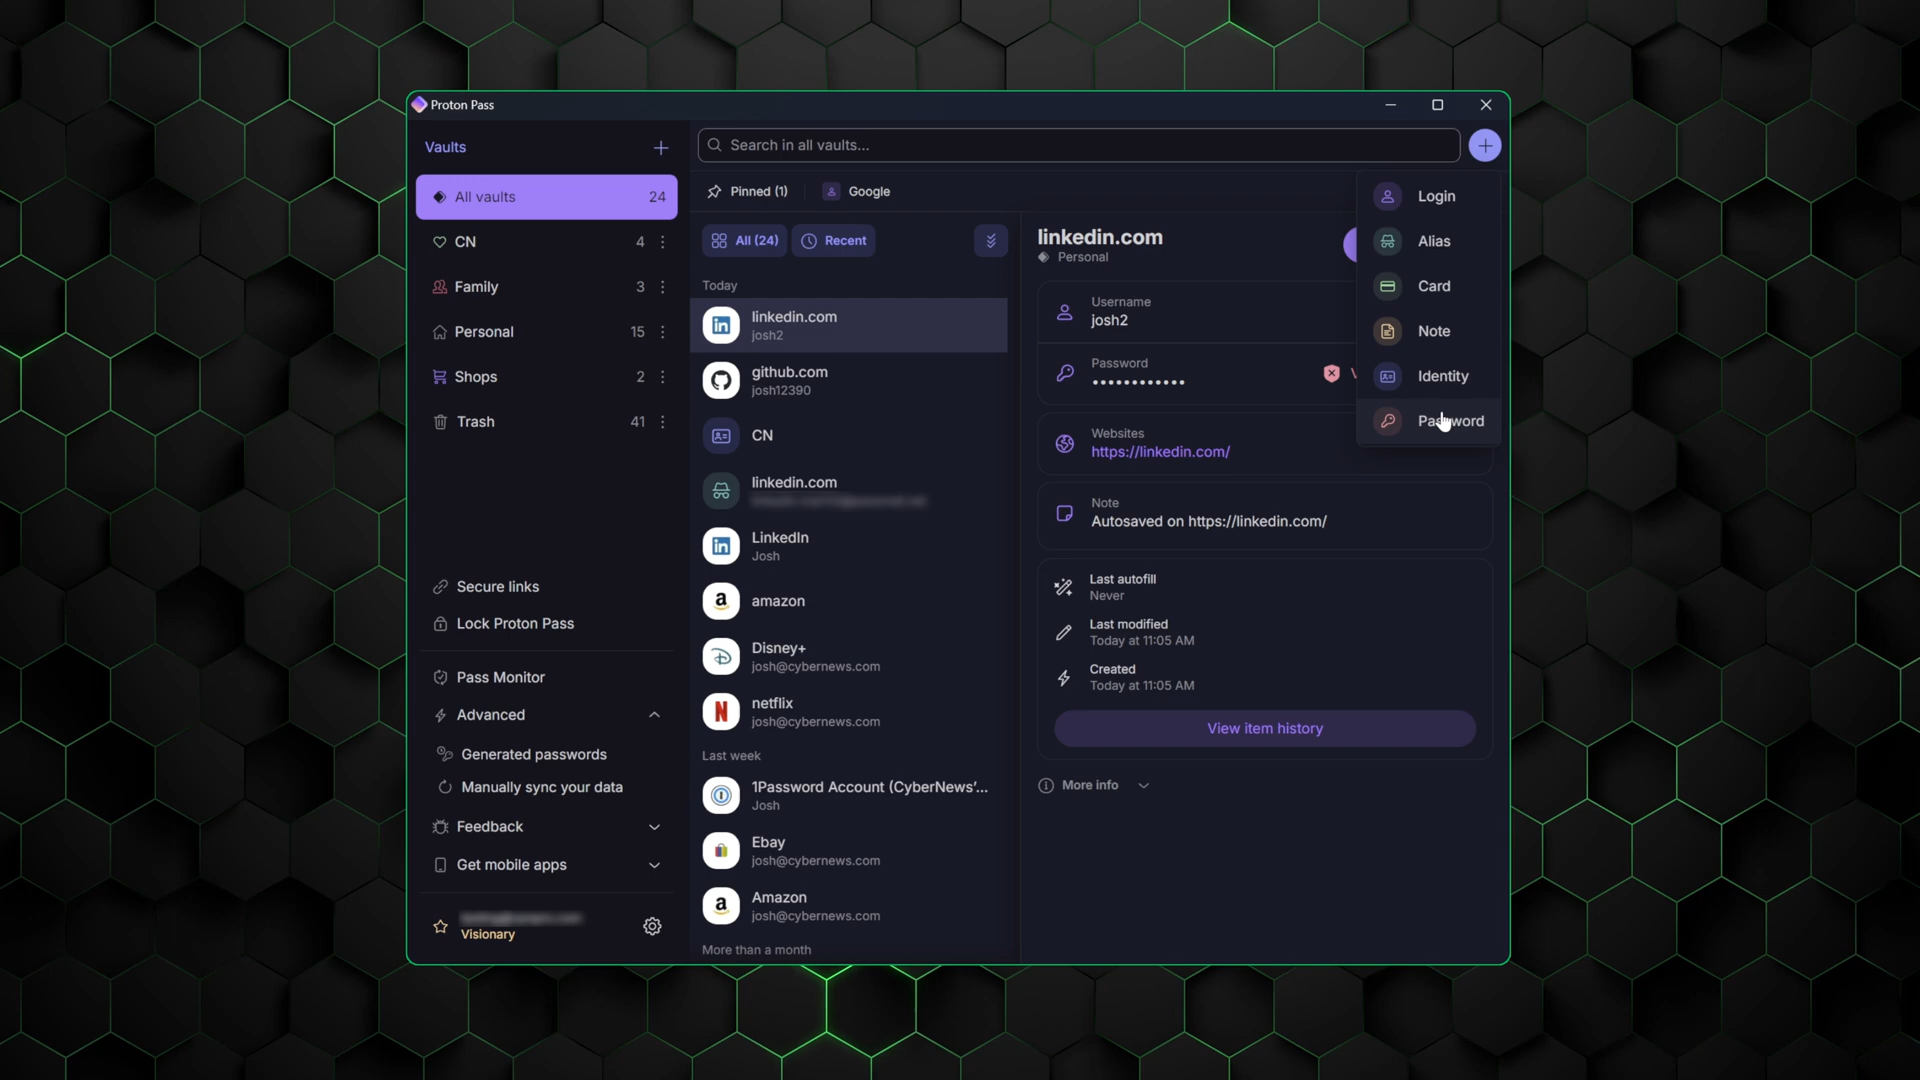 Proton Pass
Vaults
All vaults 24
CN 4
Family 3
Personal 15
Shops 2
Trash 41
Secure links
Lock Proton Pass
Pass Monitor
Advanced
Generated passwords
Manually sync your data
Feedback
Get mobile apps
Visionary
Search in all vaults...
Pinned (1)
Google
All (24)
Recent
Today
linkedin.com
josh2
github.com
josh12390
CN
linkedin.com
LinkedIn
Josh
amazon
Disney+
josh@cybernews.com
netflix
josh@cybernews.com
Last week
1Password Account (CyberNews'...
Josh
Ebay
josh@cybernews.com
Amazon
josh@cybernews.com
More than a month
linkedin.com
Personal
Username
josh2
Password
••••••••••••
Websites
https://linkedin.com/
Note
Autosaved on https://linkedin.com/
Last autofill
Never
Last modified
Today at 11:05 AM
Created
Today at 11:05 AM
View item history
More info
Login
Alias
Card
Note
Identity
Password